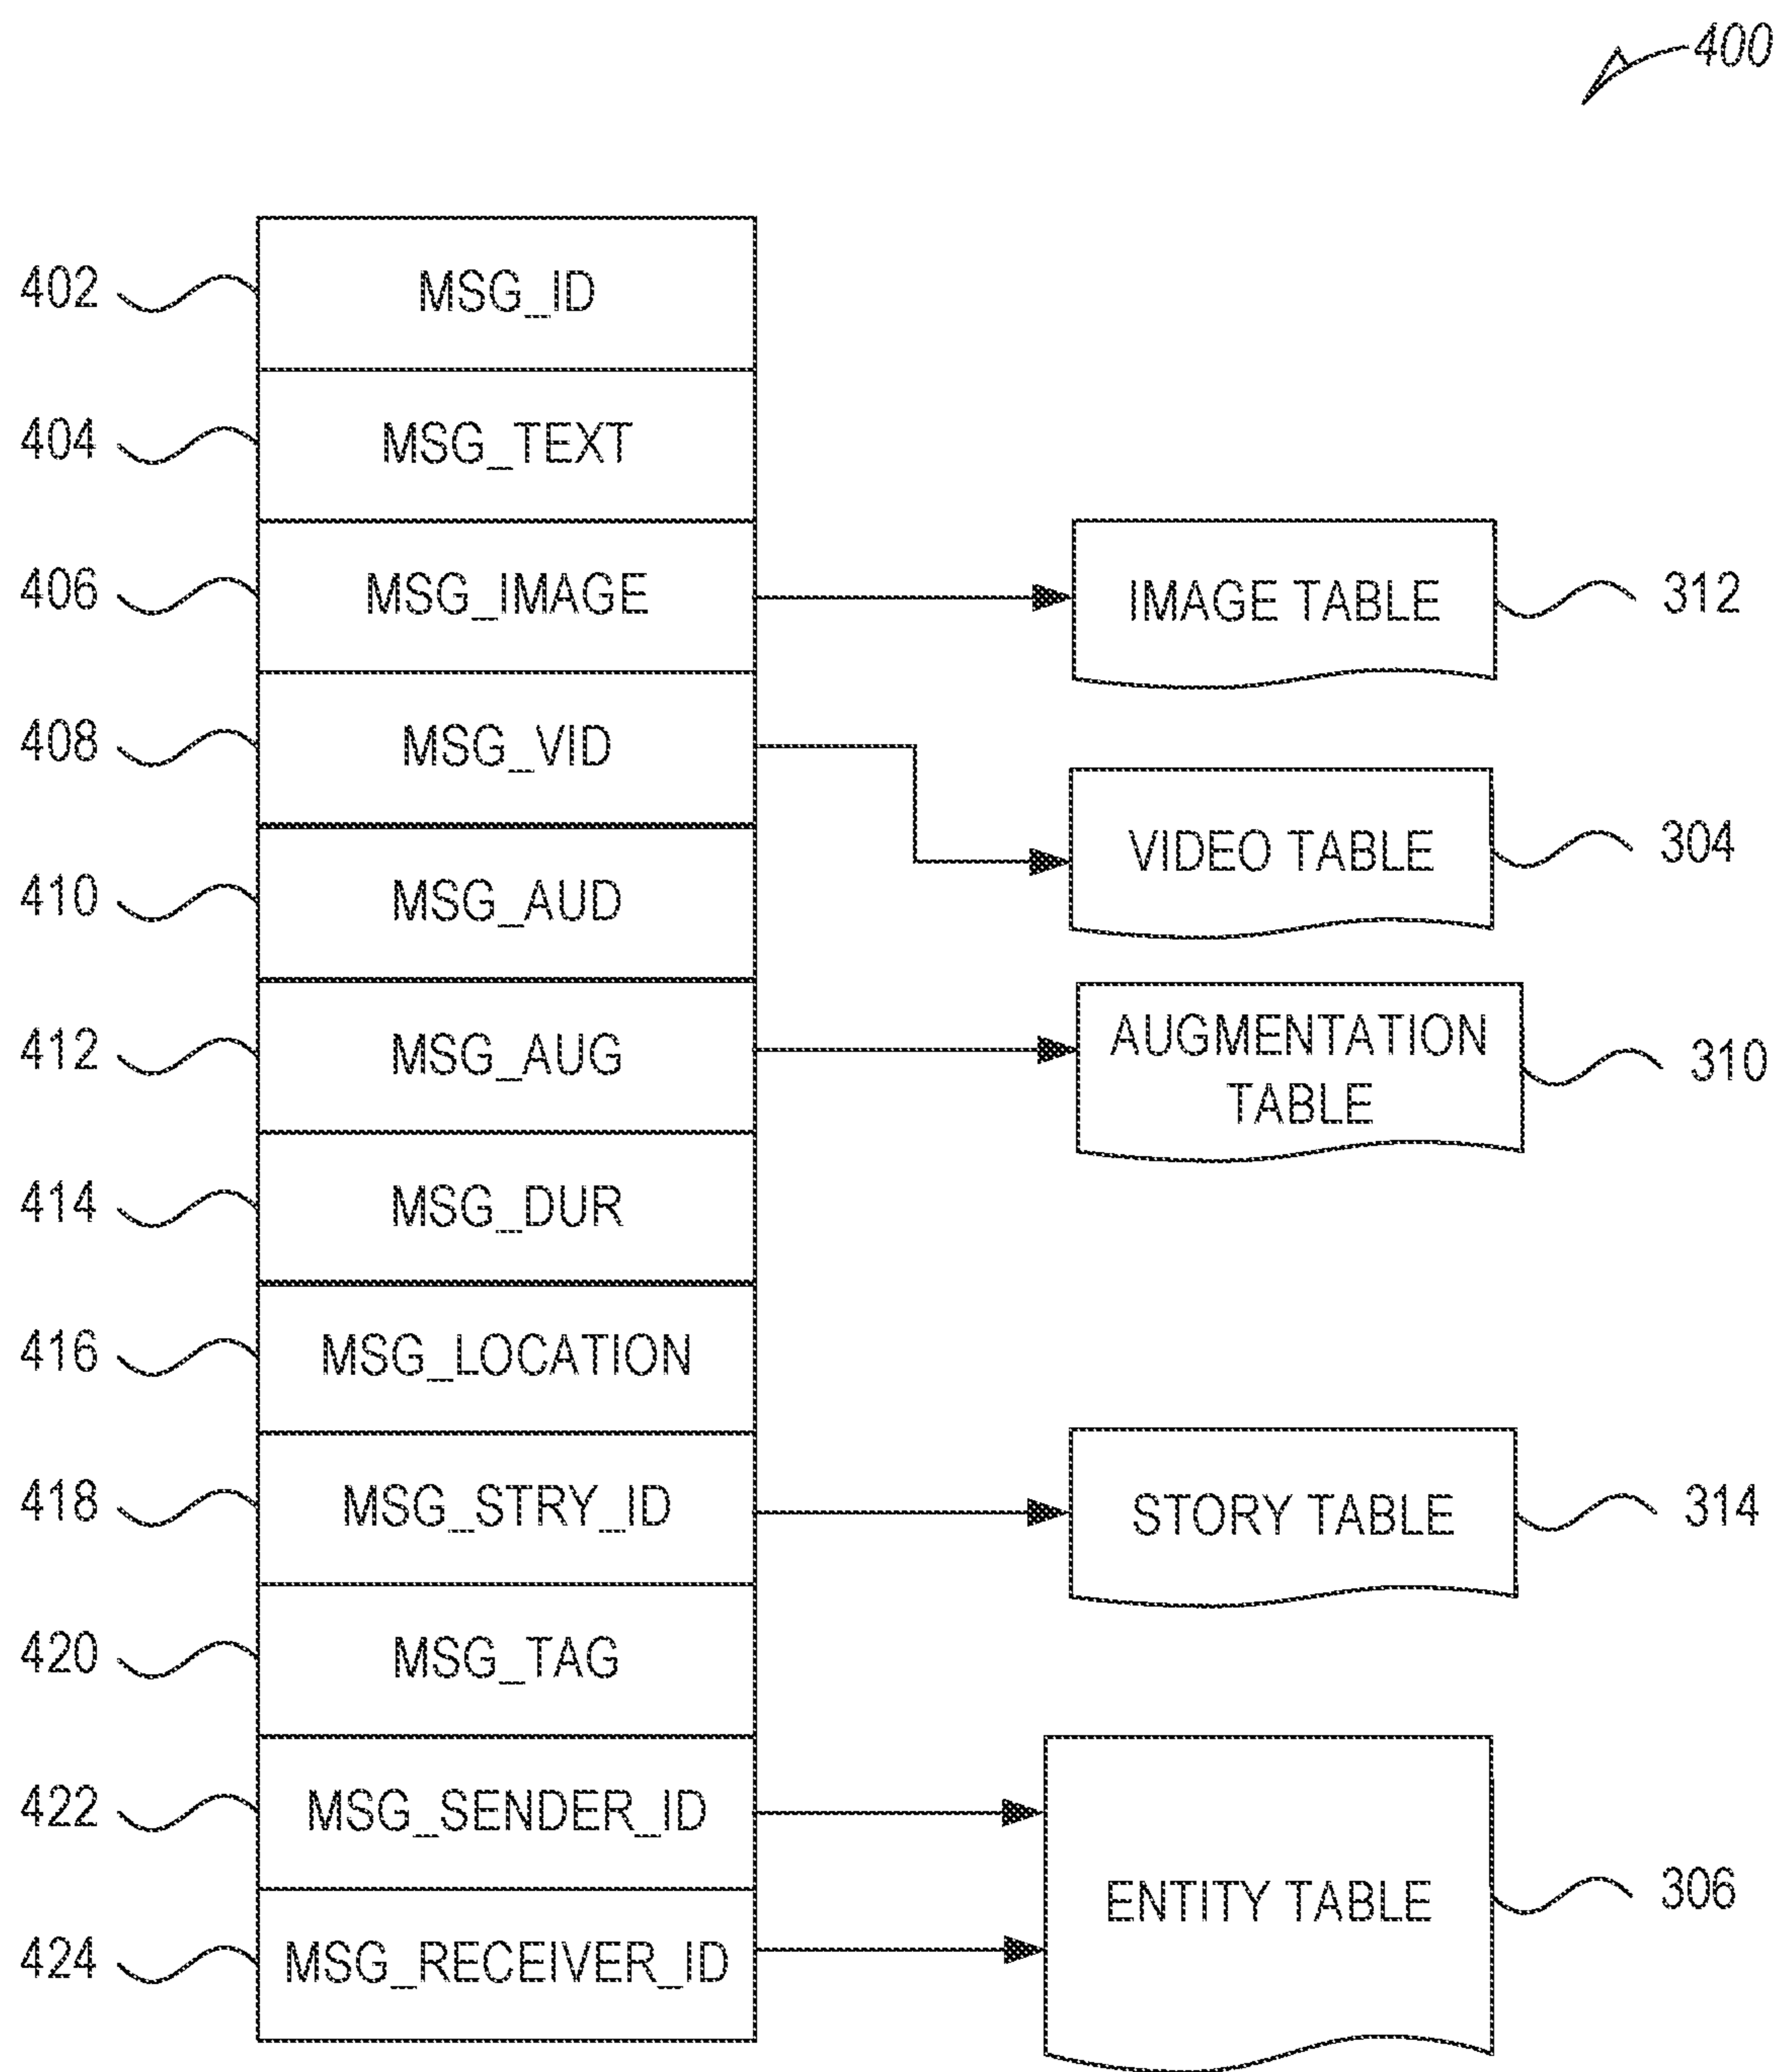 400
402 MSG_ID
404 MSG_TEXT
406 MSG_IMAGE IMAGE TABLE 312
408 MSG_VID
VIDEO TABLE 304
410 MSG_AUD
412 MSG_AUG AUGMENTATION
TABLE 310
414 MSG_DUR
416 MSG_LOCATION
418 MSG_STRY_ID STORY TABLE 314
420 MSG_TAG
422 MSG_SENDER_ID
ENTITY TABLE 306
424 MSG_RECEIVER_ID